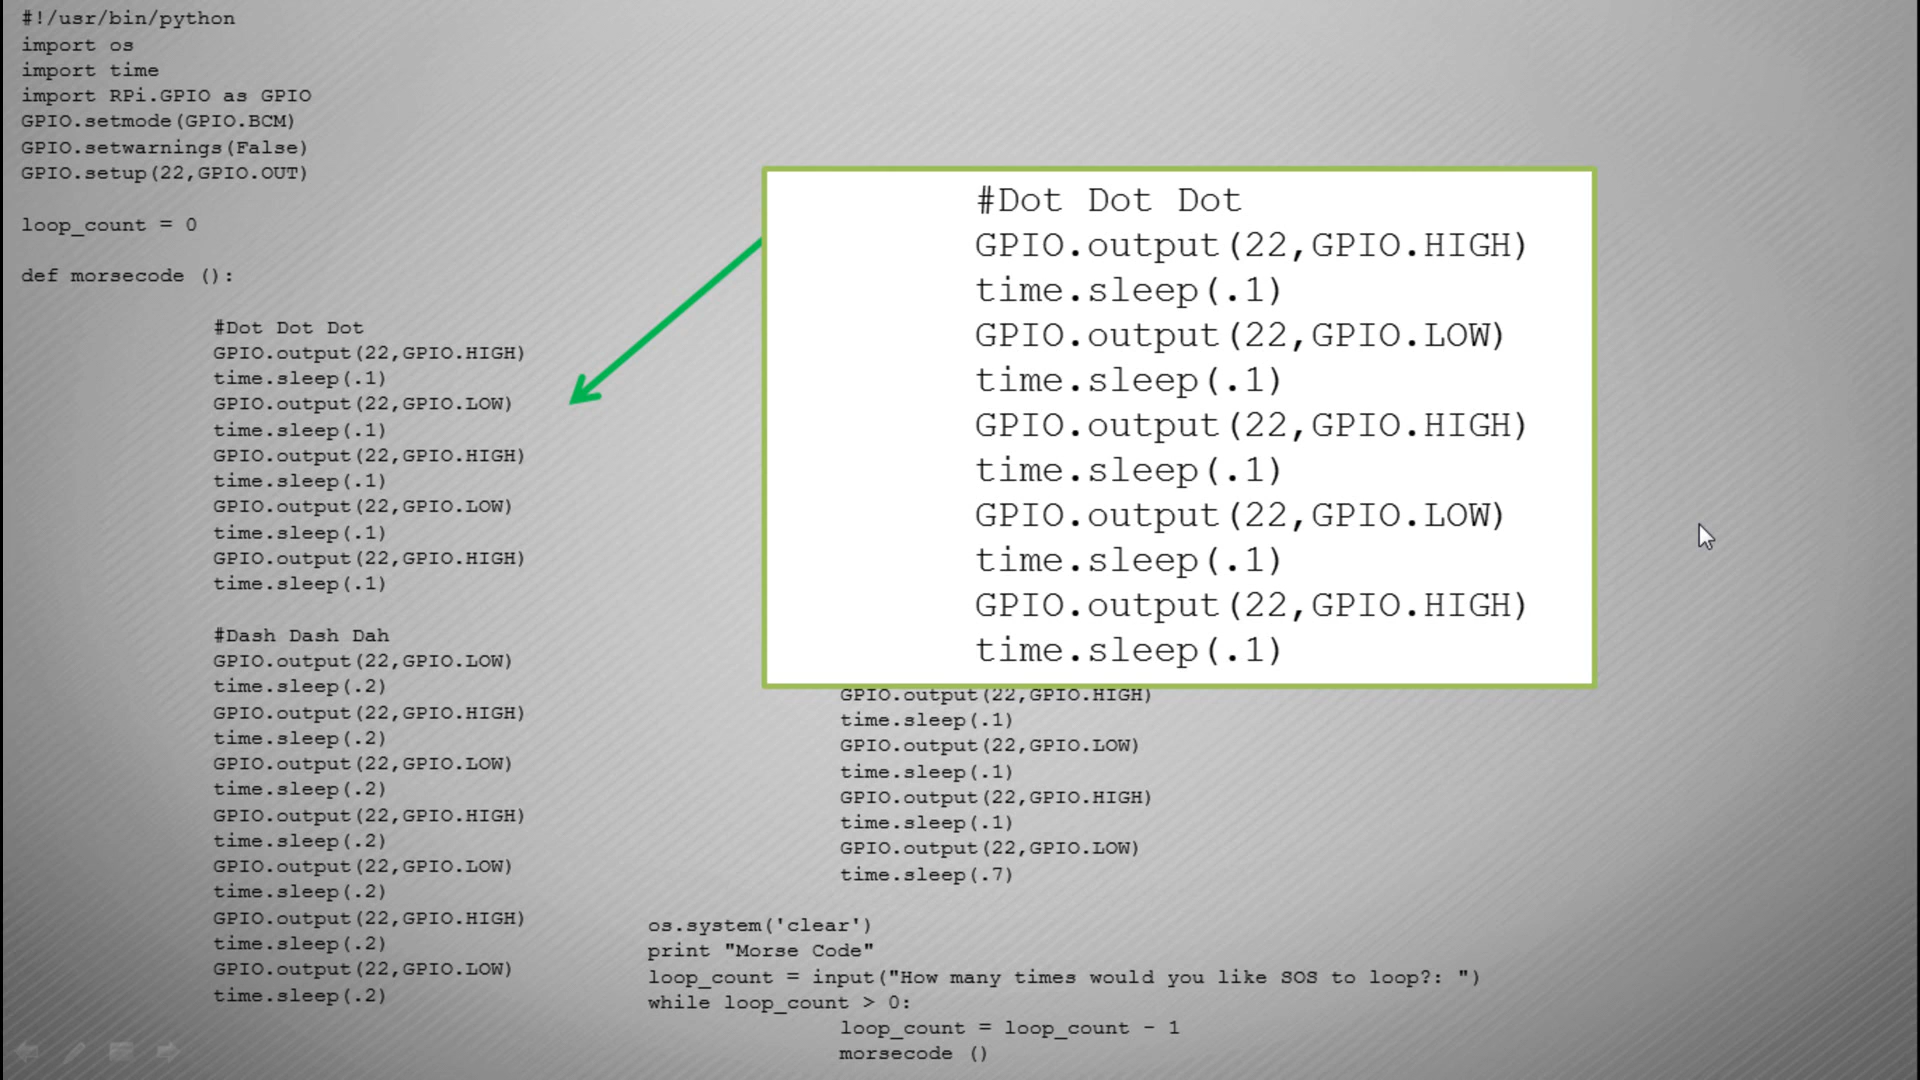 #!/usr/bin/python
import os
import time
import RPi.GPIO as GPIO
GPIO.setmode(GPIO.BCM)
GPIO.setwarnings(False)
GPIO.setup(22,GPIO.OUT)
loop_count = 0
def morsecode ():
#Dot Dot Dot
GPIO.output(22,GPIO.HIGH)
time.sleep(.1)
GPIO.output(22,GPIO.LOW)
time.sleep(.1)
GPIO.output(22,GPIO.HIGH)
time.sleep(.1)
GPIO.output(22,GPIO.LOW)
time.sleep(.1)
GPIO.output(22,GPIO.HIGH)
time.sleep(.1)
#Dash Dash Dah
GPIO.output(22,GPIO.LOW)
time.sleep(.2)
GPIO.output(22,GPIO.HIGH)
time.sleep(.2)
GPIO.output(22,GPIO.LOW)
time.sleep(.2)
GPIO.output(22,GPIO.HIGH)
time.sleep(.2)
GPIO.output(22,GPIO.LOW)
time.sleep(.2)
GPIO.output(22,GPIO.HIGH)
time.sleep(.2)
GPIO.output(22,GPIO.LOW)
time.sleep(.2)
#Dot Dot Dot
GPIO.output(22,GPIO.HIGH)
time.sleep(.1)
GPIO.output(22,GPIO.LOW)
time.sleep(.1)
GPIO.output(22,GPIO.HIGH)
time.sleep(.1)
GPIO.output(22,GPIO.LOW)
time.sleep(.1)
GPIO.output(22,GPIO.HIGH)
time.sleep(.1)
GPIO.output(22,GPIO.HIGH)
time.sleep(.1)
GPIO.output(22,GPIO.LOW)
time.sleep(.1)
GPIO.output(22,GPIO.HIGH)
time.sleep(.1)
GPIO.output(22,GPIO.LOW)
time.sleep(.7)
os.system('clear')
print "Morse Code"
loop_count = input("How many times would you like SOS to loop?: ")
while loop_count > 0:
loop_count = loop_count - 1
morsecode ()